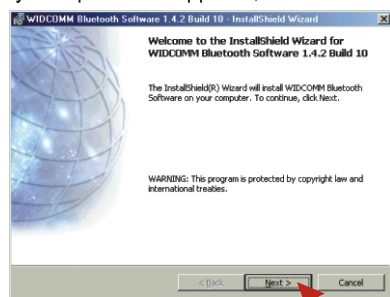 WIDCOMM Bluetooth Software 1.4.2 Build 10 - InstallShield Wizard
Welcome to the InstallShield Wizard for
WIDCOMM Bluetooth Software 1.4.2 Build 10
The InstallShield(R) Wizard will install WIDCOMM Bluetooth
Software on your computer. To continue, click Next.
WARNING: This program is protected by copyright law and
international treaties.
< Back Next > Cancel